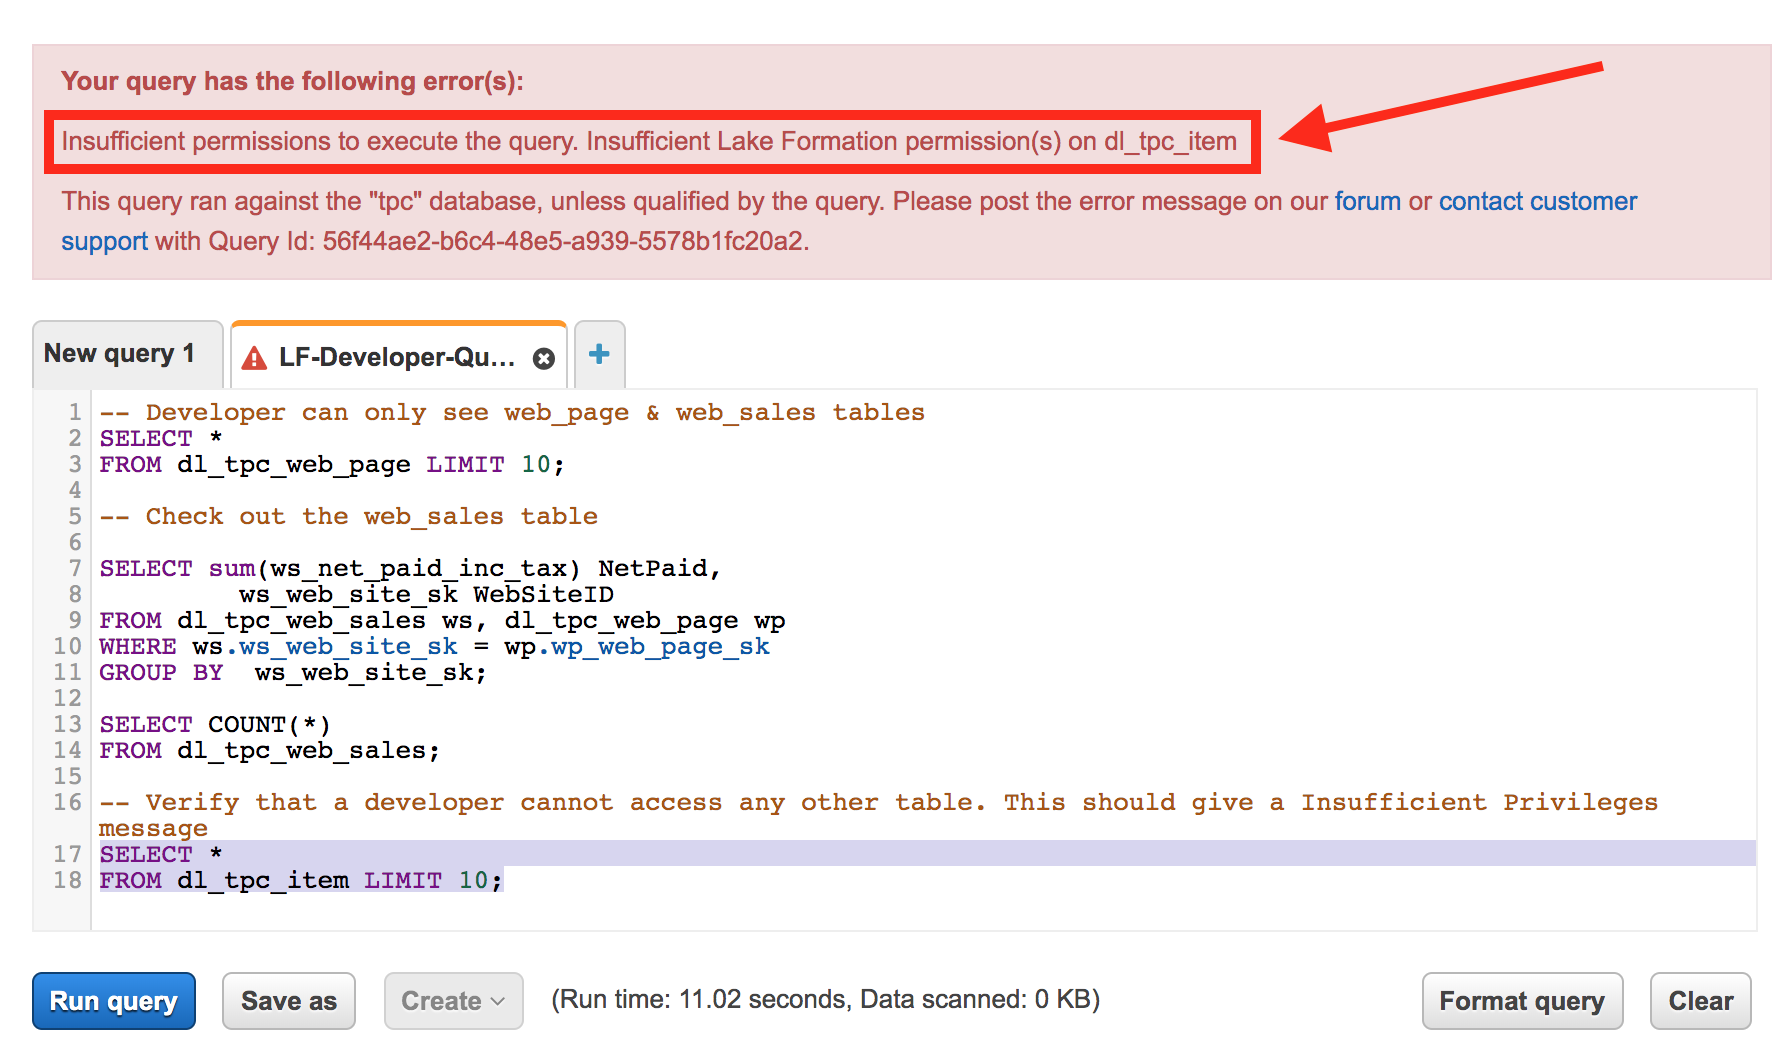 Your query has the following error(s):
Insufficient permissions to execute the query. Insufficient Lake Formation permission(s) on dl_tpc_item
This query ran against the "tpc" database, unless qualified by the query. Please post the error message on our forum or contact customer
support with Query Id: 56f44ae2-b6c4-48e5-a939-5578b1fc20a2.
New query 1 LF-Developer-Qu... +
1 -- Developer can only see web_page & web_sales tables
2 SELECT *
3 FROM dl_tpc_web_page LIMIT 10;
4
5 -- Check out the web_sales table
6
7 SELECT sum(ws_net_paid_inc_tax) NetPaid,
8 ws_web_site_sk WebSiteID
9 FROM dl_tpc_web_sales ws, dl_tpc_web_page wp
10 WHERE ws.ws_web_site_sk = wp.wp_web_page_sk
11 GROUP BY  ws_web_site_sk;
12
13 SELECT COUNT(*)
14 FROM dl_tpc_web_sales;
15
16 -- Verify that a developer cannot access any other table. This should give a Insufficient Privileges
message
17 SELECT *
18 FROM dl_tpc_item LIMIT 10;
Run query Save as Create (Run time: 11.02 seconds, Data scanned: 0 KB) Format query Clear